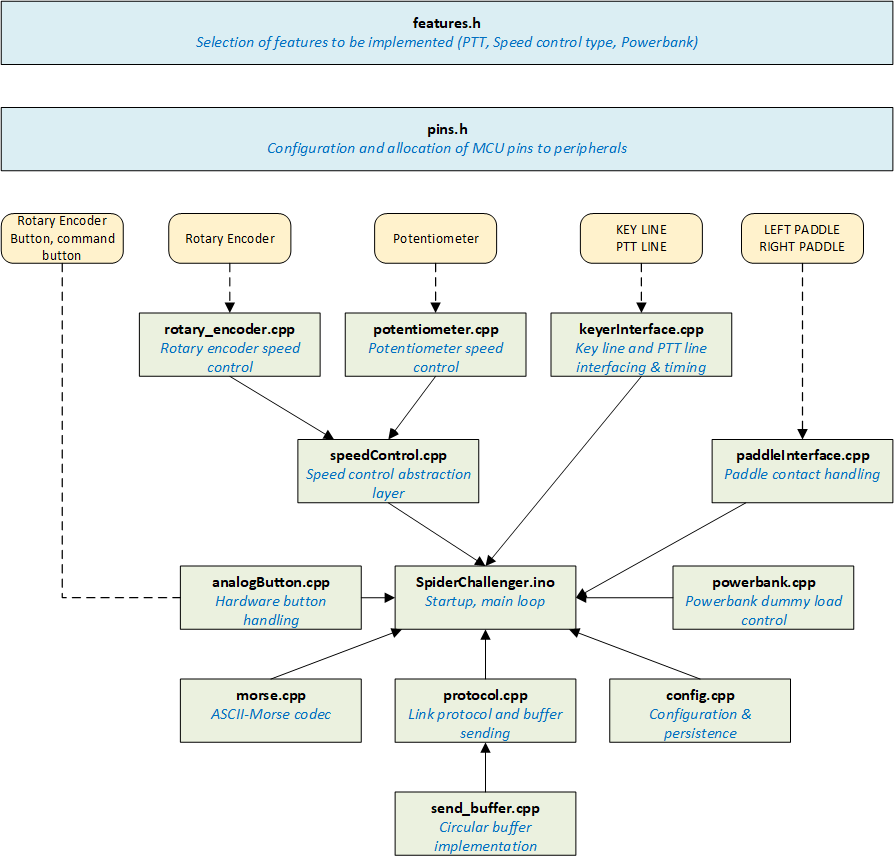 features.h
Selection of features to be implemented (PTT, Speed control type, Powerbank)
pins.h
Configuration and allocation of MCU pins to peripherals
Rotary Encoder
Button, command
button
Rotary Encoder
Potentiometer
KEY LINE
PTT LINE
LEFT PADDLE
RIGHT PADDLE
rotary_encoder.cpp
Rotary encoder speed
control
potentiometer.cpp
Potentiometer speed
control
keyerInterface.cpp
Key line and PTT line
interfacing & timing
speedControl.cpp
Speed control abstraction
layer
paddleInterface.cpp
Paddle contact handling
analogButton.cpp
Hardware button
handling
SpiderChallenger.ino
Startup, main loop
powerbank.cpp
Powerbank dummy load
control
morse.cpp
ASCII-Morse codec
protocol.cpp
Link protocol and buffer
sending
config.cpp
Configuration &
persistence
send_buffer.cpp
Circular buffer
implementation